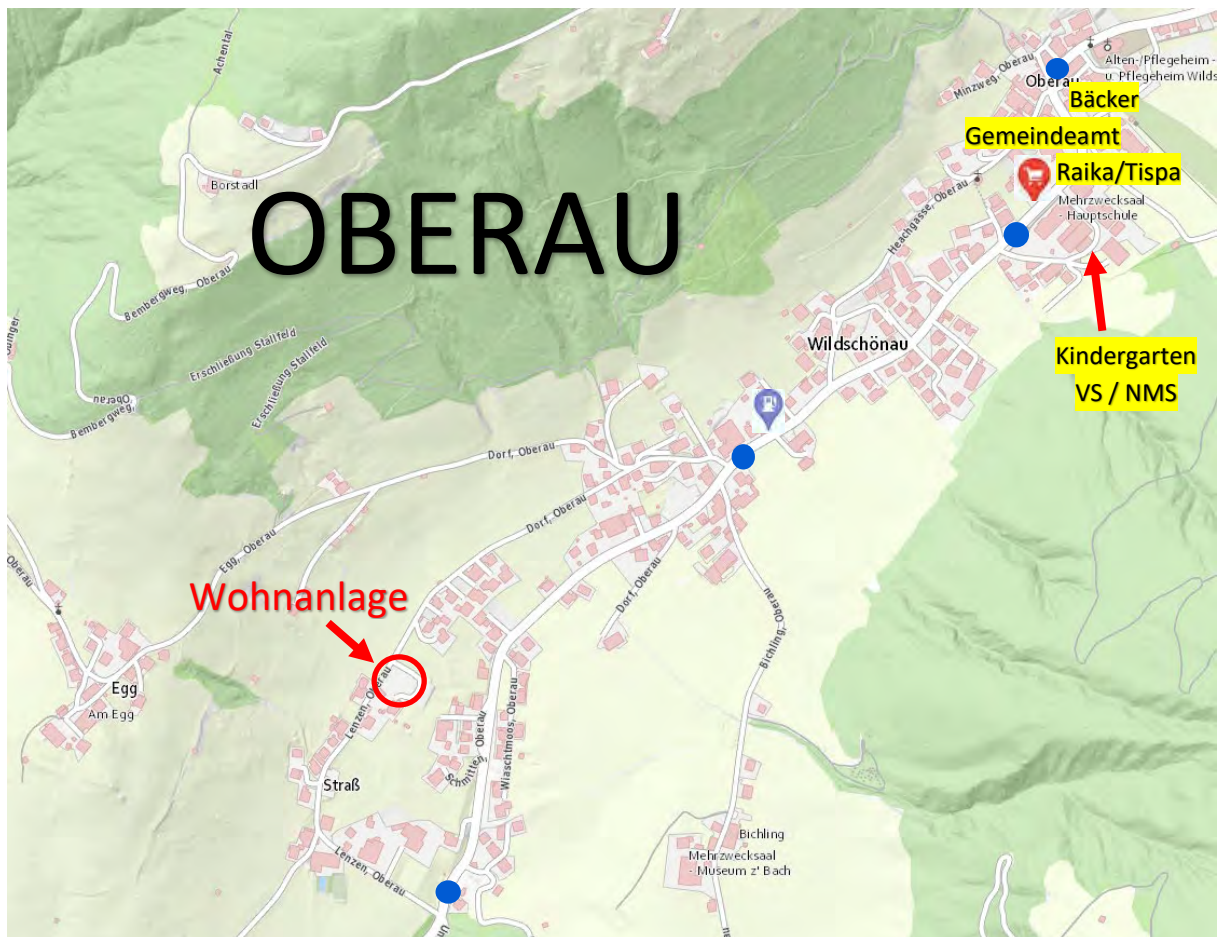 Achental
Minzweg, Oberau
Oberau
Alten-/Pflegeheim -
u. Pflegeheim Wilds
Bäcker
Gemeindeamt
Raika/Tispa
Mehrzwecksaal
- Hauptschule
Heachgasse, Oberau
Borstadl
OBERAU
Bembergweg, Oberau
Erschließung Stallfeld
Erschließung Stallfeld
Oberau
Bembergweg,
Wildschönau
Kindergarten
VS / NMS
Dorf, Oberau
Dorf, Oberau
Egg, Oberau
Oberau
Dorf, Oberau
Bichling, Oberau
Wohnanlage
Egg
Am Egg
Lenzen, Oberau
Straß
Schmitten, Oberau
Wiaschtmoos, Oberau
Lenzen, Oberau
Bichling
Mehrzwecksaal
- Museum z' Bach